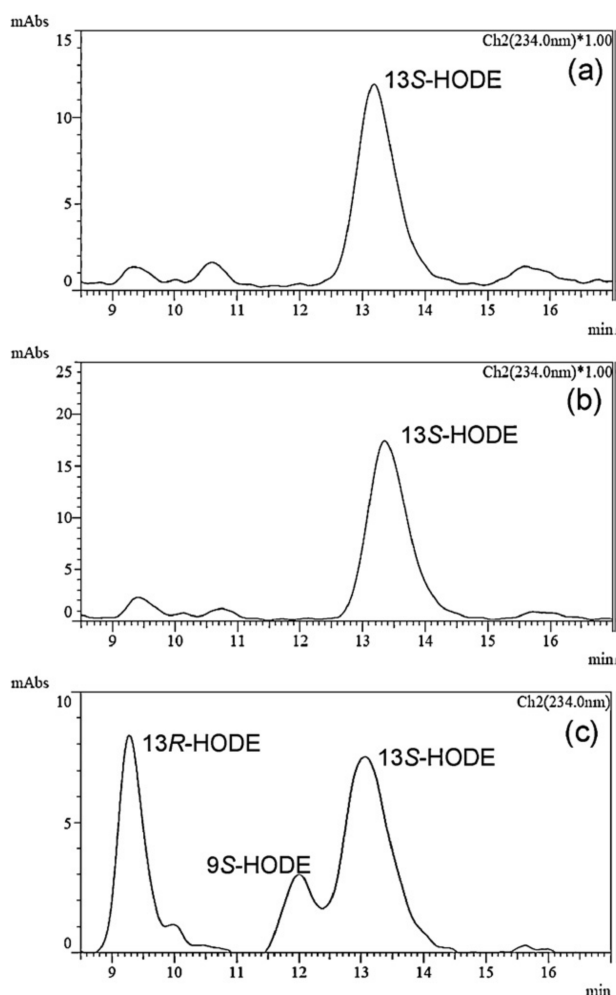 mAbs
15
Ch2(234.0nm)*1.00
(a)
13S-HODE
10
5
0
9 10 11 12 13 14 15 16
min.
mAbs
25
Ch2(234.0nm)*1.00
(b)
20
13S-HODE
15
10
5
0
9 10 11 12 13 14 15 16
min.
mAbs
10
Ch2(234.0nm)
(c)
13R-HODE
13S-HODE
5
9S-HODE
0
9 10 11 12 13 14 15 16
min